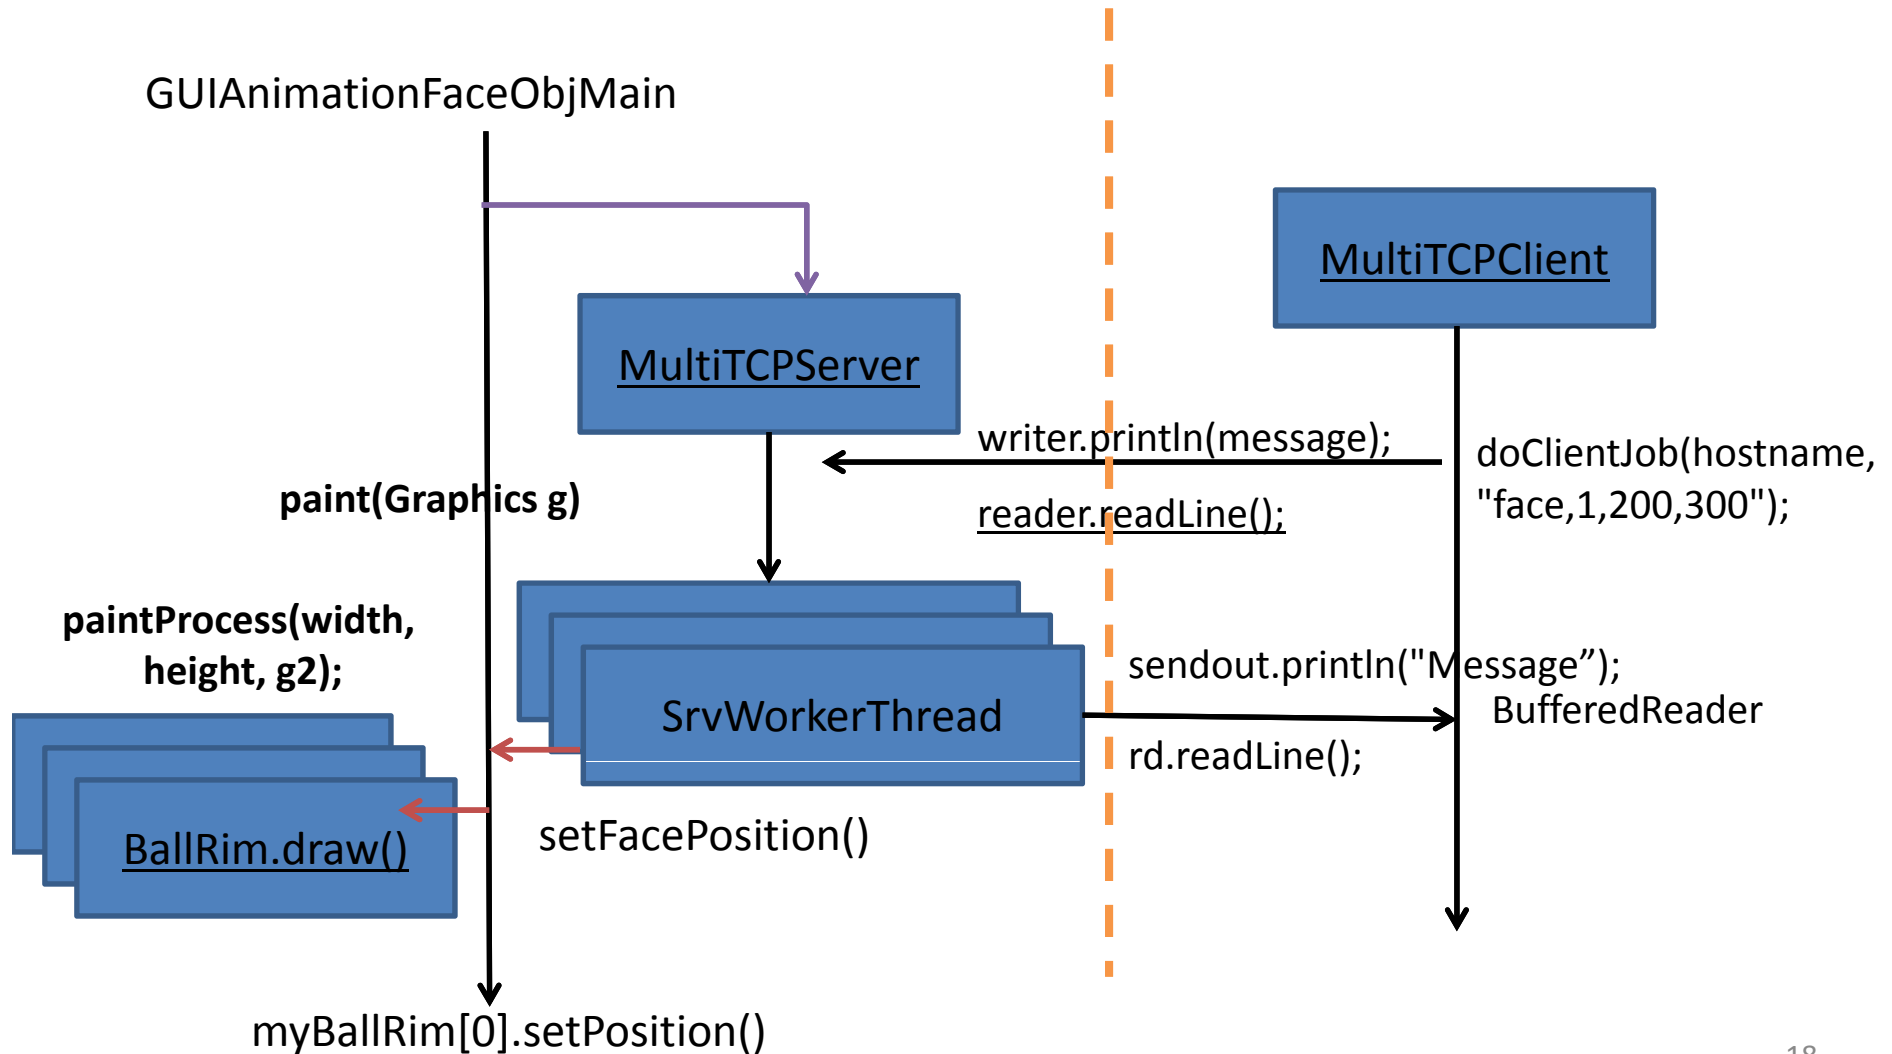 GUIAnimationFaceObjMain
MultiTCPClient
MultiTCPServer
writer.println(message);
doClientJob(hostname,
"face,1,200,300");
paint(Graphics g)
reader.readLine();
paintProcess(width,
height, g2);
sendout.println("Message”);
SrvWorkerThread
BufferedReader
rd.readLine();
setFacePosition()
BallRim.draw()
myBallRim[0].setPosition()
18